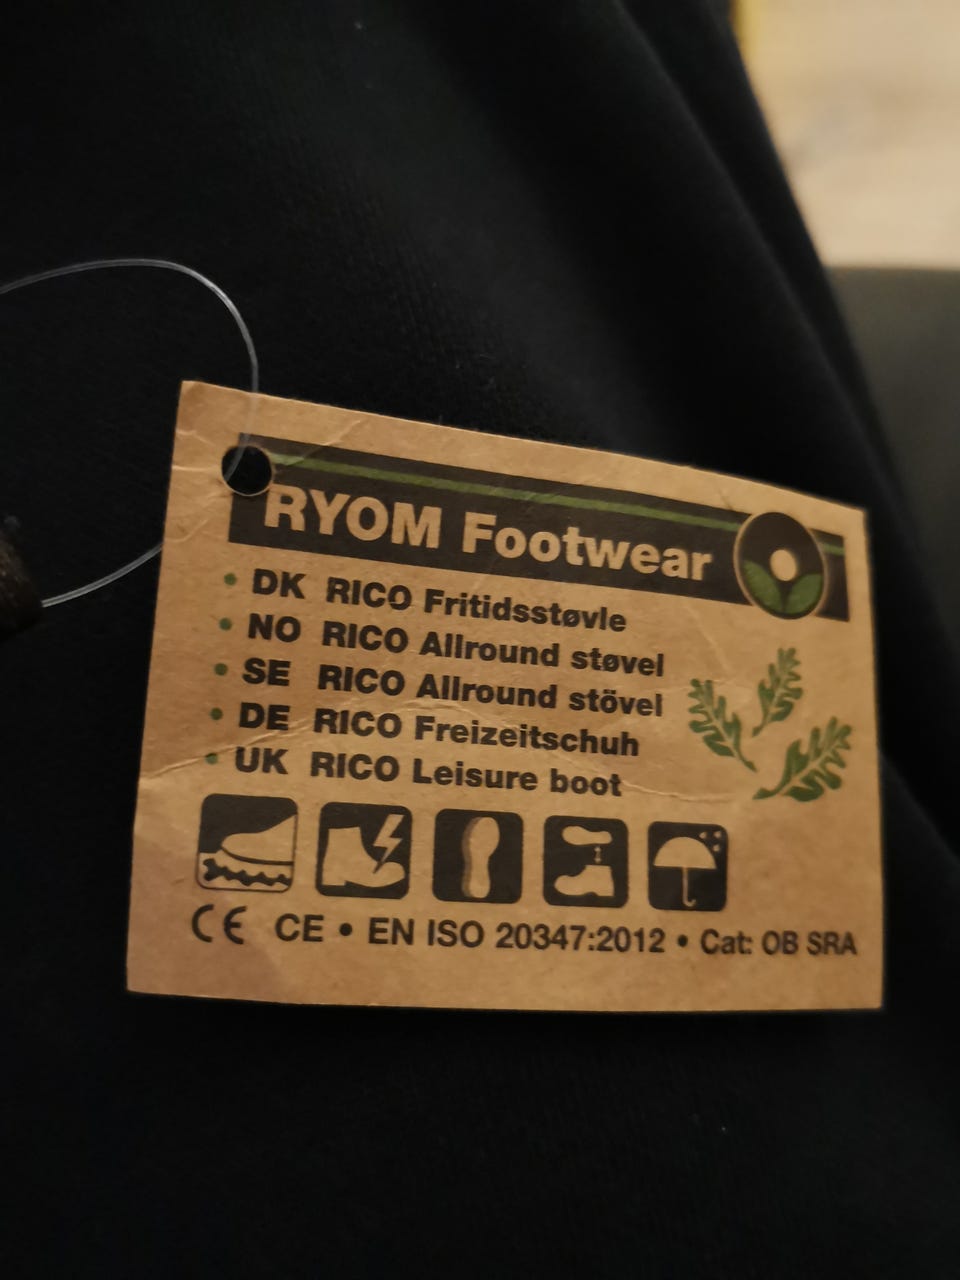 RYOM Footwear
• DK RICO Fritidsstøvle
• NO RICO Allround støvel
• SE RICO Allround stövel
• DE RICO Freizeitschuh
• UK RICO Leisure boot
CE CE • EN ISO 20347:2012 • Cat: OB SRA